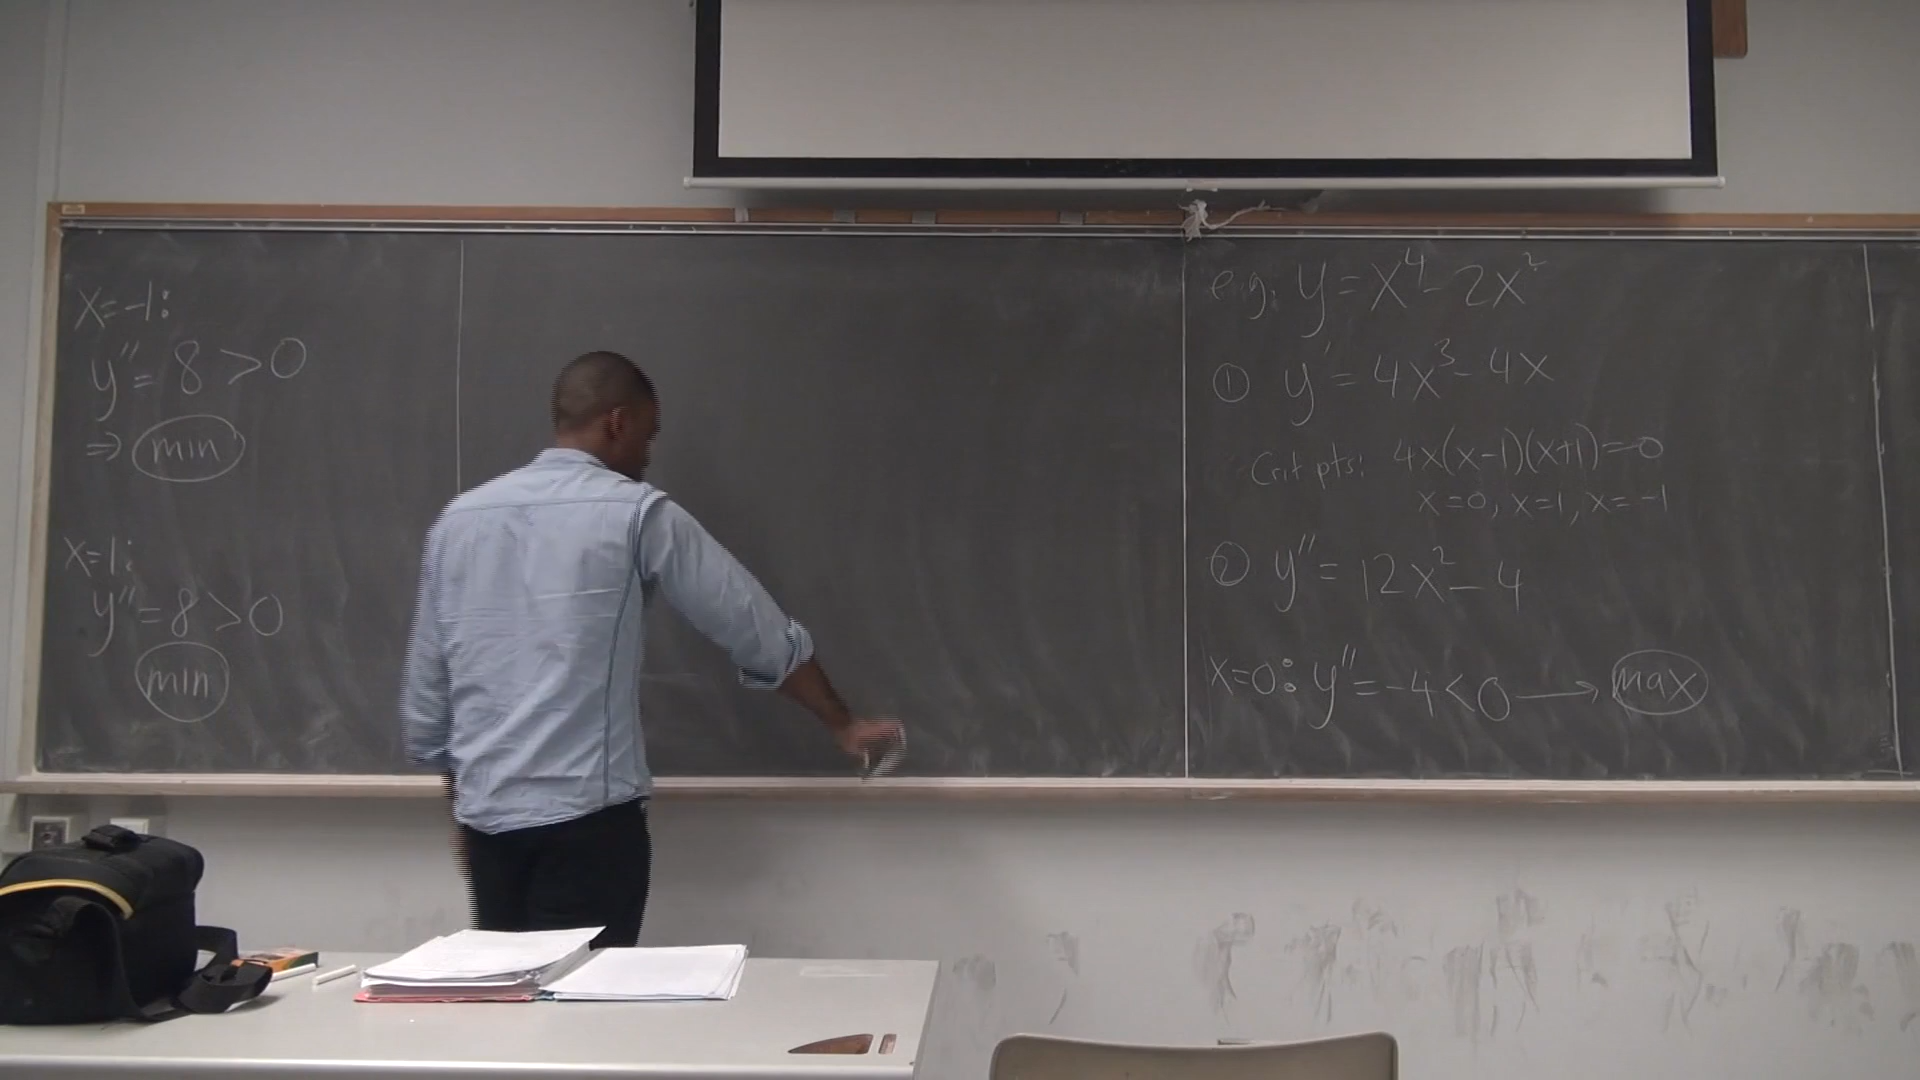 x=-1:
y''=8>0
⇒ min
x=1:
y''=8>0
min
e.g. y=x⁴-2x²
① y'=4x³-4x
Crit pts: 4x(x-1)(x+1)=0
x=0, x=1, x=-1
② y''=12x²-4
x=0: y''=-4<0 → max